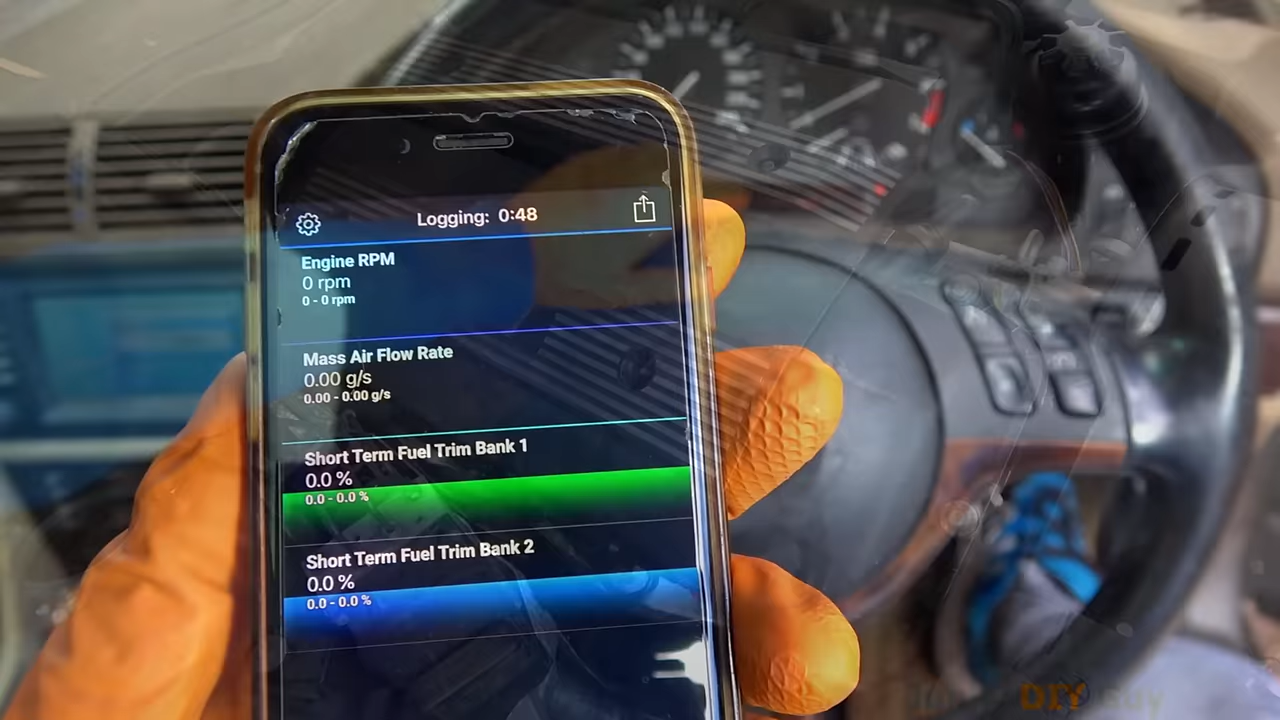 Logging: 0:48
Engine RPM
0 rpm
0 - 0 rpm
Mass Air Flow Rate
0.00 g/s
0.00 - 0.00 g/s
Short Term Fuel Trim Bank 1
0.0 %
0.0 - 0.0 %
Short Term Fuel Trim Bank 2
0.0 %
0.0 - 0.0 %
DIY Guy